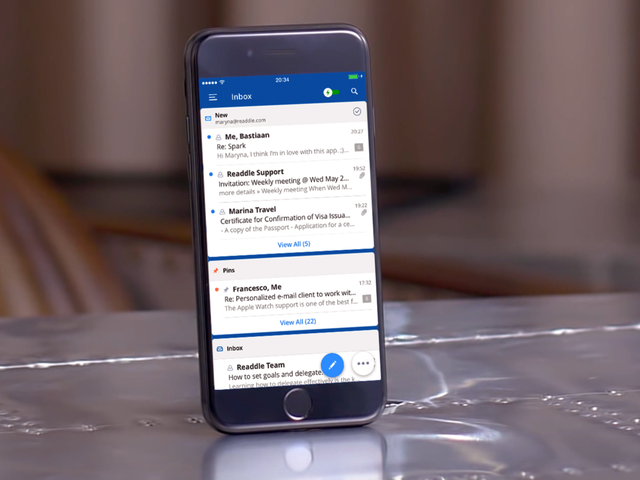 20:34
Inbox
New
maryna@readdle.com
Me, Bastiaan 20:27
Re: Spark
Hi Maryna, I think I'm in love with this app. ;)...
Readdle Support 19:52
Invitation: Weekly meeting @ Wed May 2...
more details » Weekly meeting When Wed M...
Marina Travel 19:22
Certificate for Confirmation of Visa Issua...
- A copy of the Passport - Application for a ce...
View All (5)
Pins
Francesco, Me 17:32
Re: Personalized e-mail client to work wit...
The Apple Watch support is one of the best f...
View All (22)
Inbox
Readdle Team
How to set goals and delegate
Learning how to delegate effectively is the k